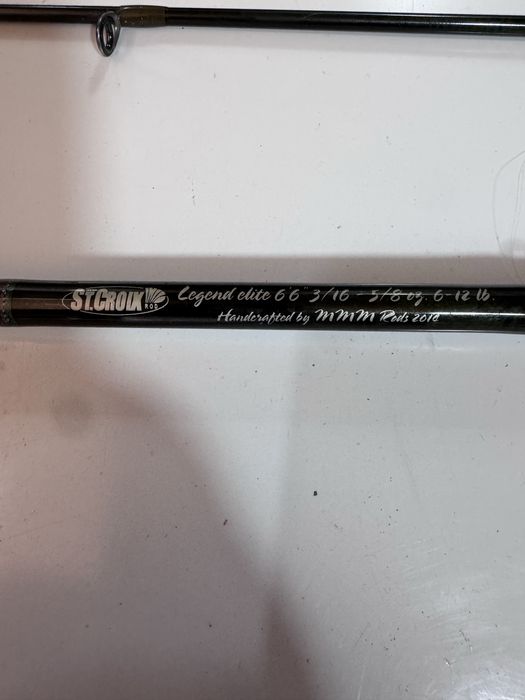 ST.CROIX ROD Legend elite 6'6" 3/16 - 5/8 oz. 6-12 lb
Handcrafted by MMM Rods